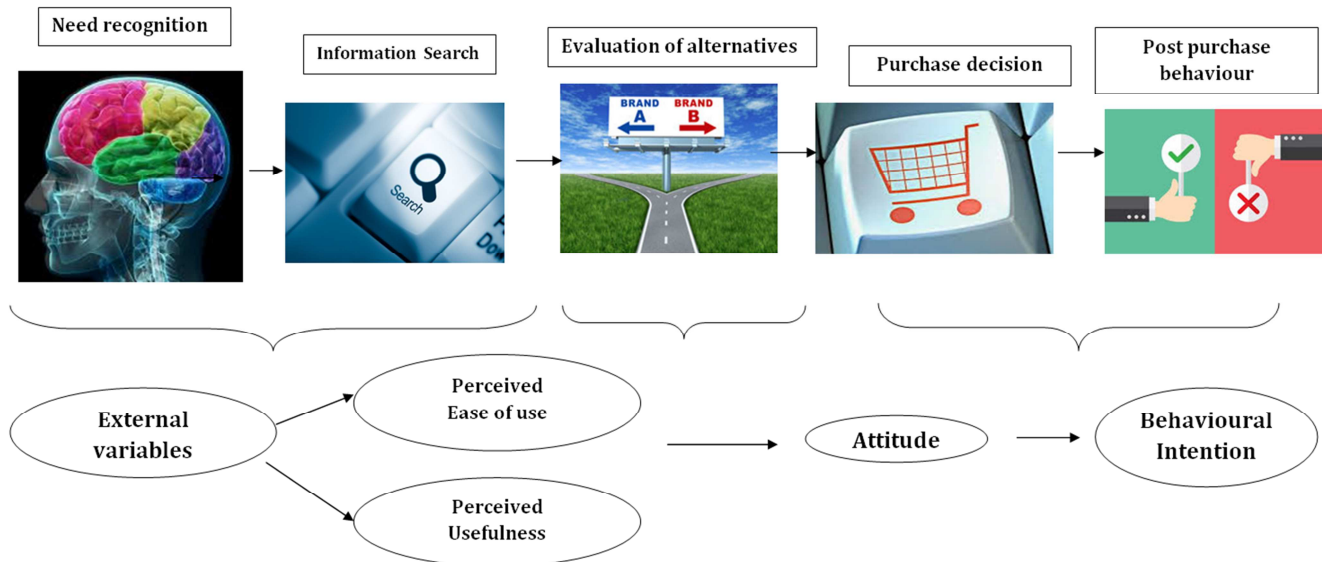 Need recognition
Information Search
Evaluation of alternatives
Purchase decision
Post purchase
behaviour
Search
BRAND
A
BRAND
B
External
variables
Perceived
Ease of use
Perceived
Usefulness
Attitude
Behavioural
Intention